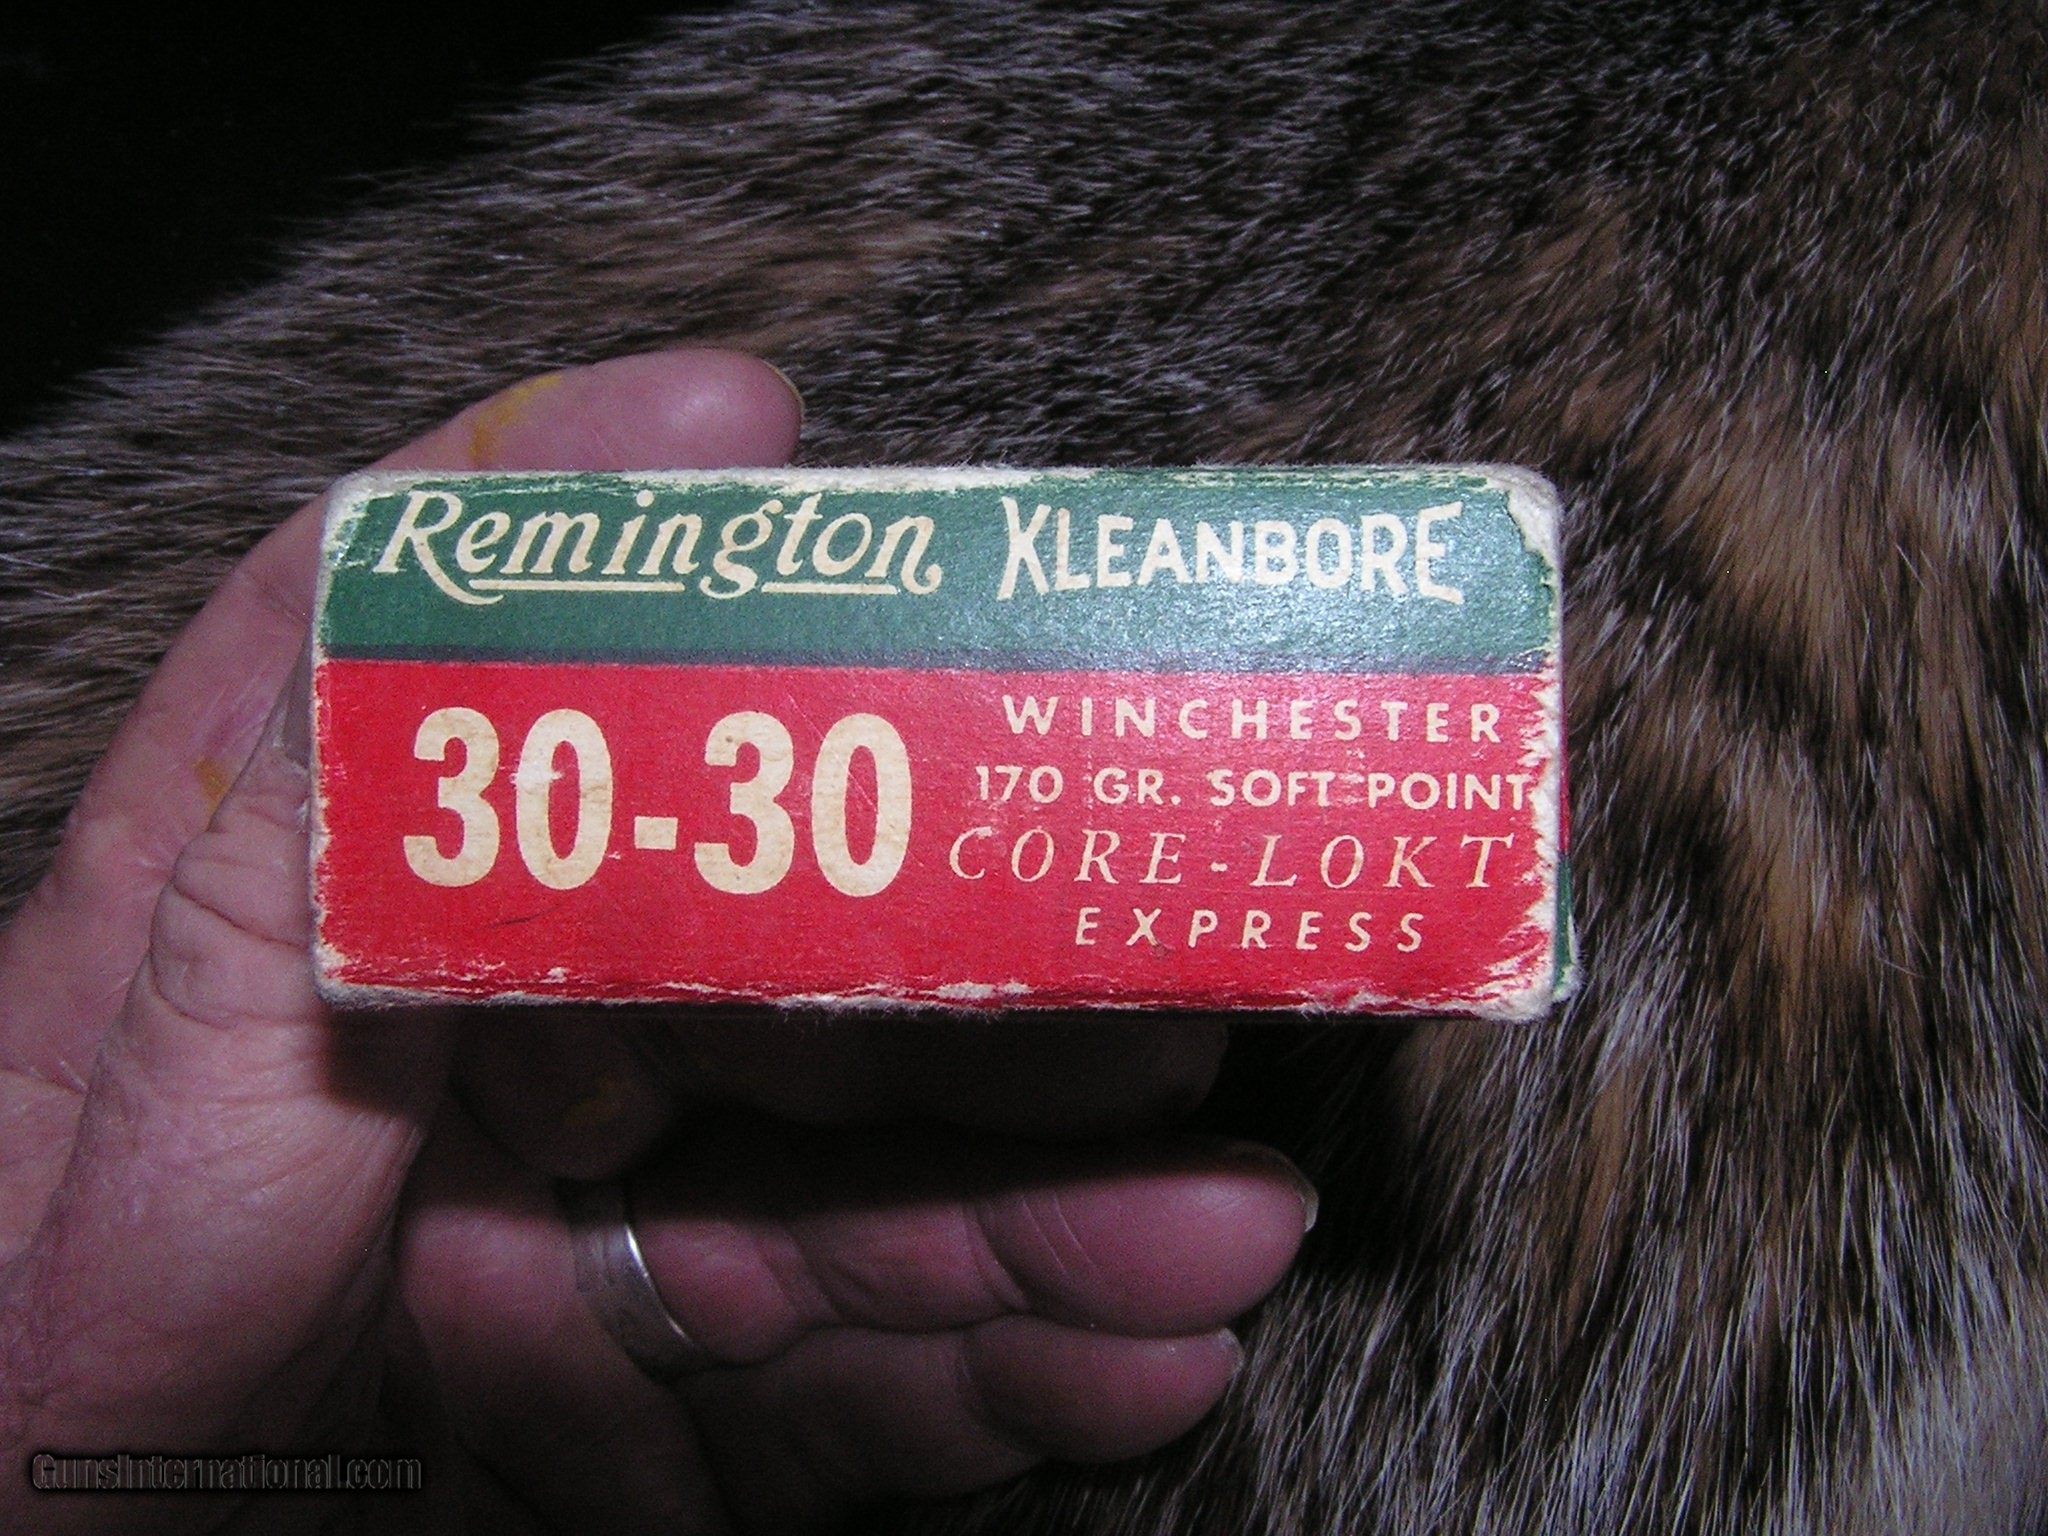 Remington KLEANBORE
30-30
WINCHESTER
170 GR. SOFT POINT
CORE-LOKT
EXPRESS
GunsInternational.com